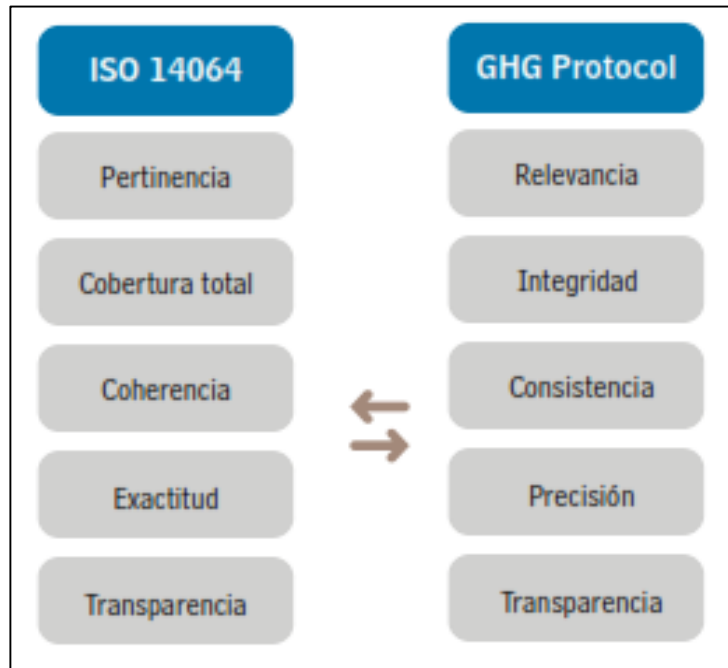 ISO 14064
Pertinencia
Cobertura total
Coherencia
Exactitud
Transparencia
GHG Protocol
Relevancia
Integridad
Consistencia
Precisión
Transparencia